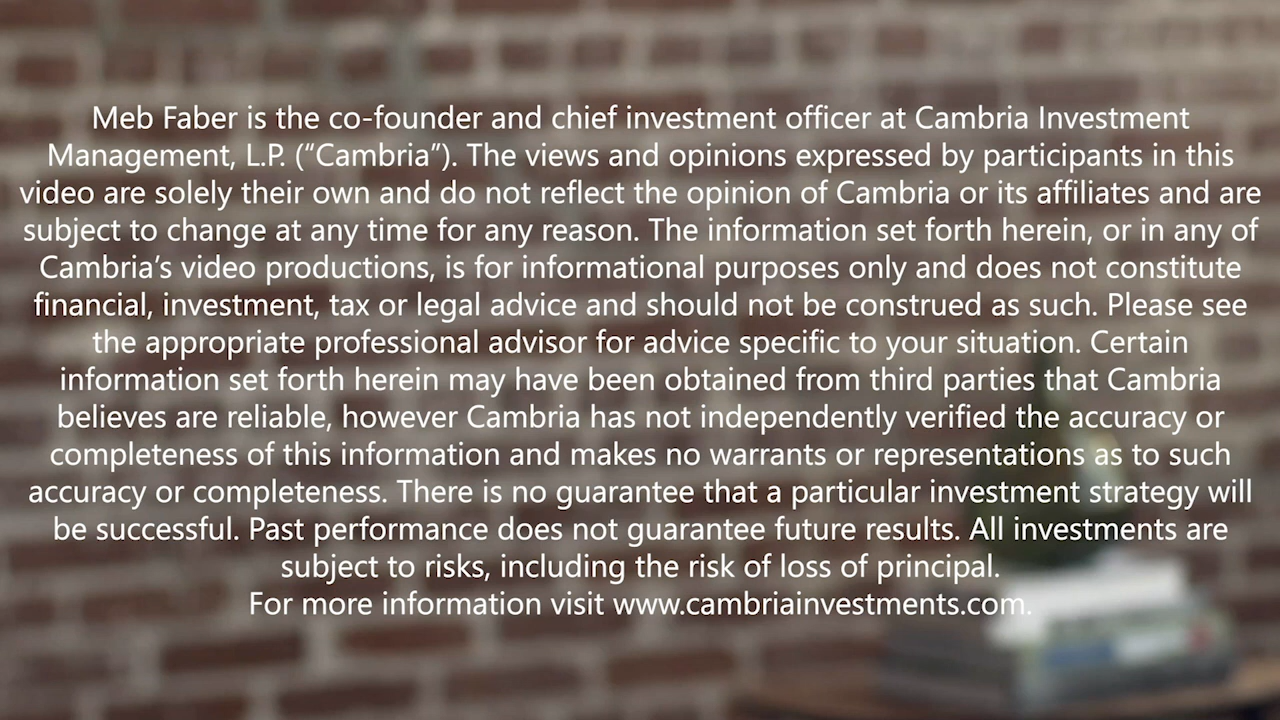 Meb Faber is the co-founder and chief investment officer at Cambria Investment
Management, L.P. (“Cambria”). The views and opinions expressed by participants in this
video are solely their own and do not reflect the opinion of Cambria or its affiliates and are
subject to change at any time for any reason. The information set forth herein, or in any of
Cambria’s video productions, is for informational purposes only and does not constitute
financial, investment, tax or legal advice and should not be construed as such. Please see
the appropriate professional advisor for advice specific to your situation. Certain
information set forth herein may have been obtained from third parties that Cambria
believes are reliable, however Cambria has not independently verified the accuracy or
completeness of this information and makes no warrants or representations as to such
accuracy or completeness. There is no guarantee that a particular investment strategy will
be successful. Past performance does not guarantee future results. All investments are
subject to risks, including the risk of loss of principal.
For more information visit www.cambriainvestments.com.